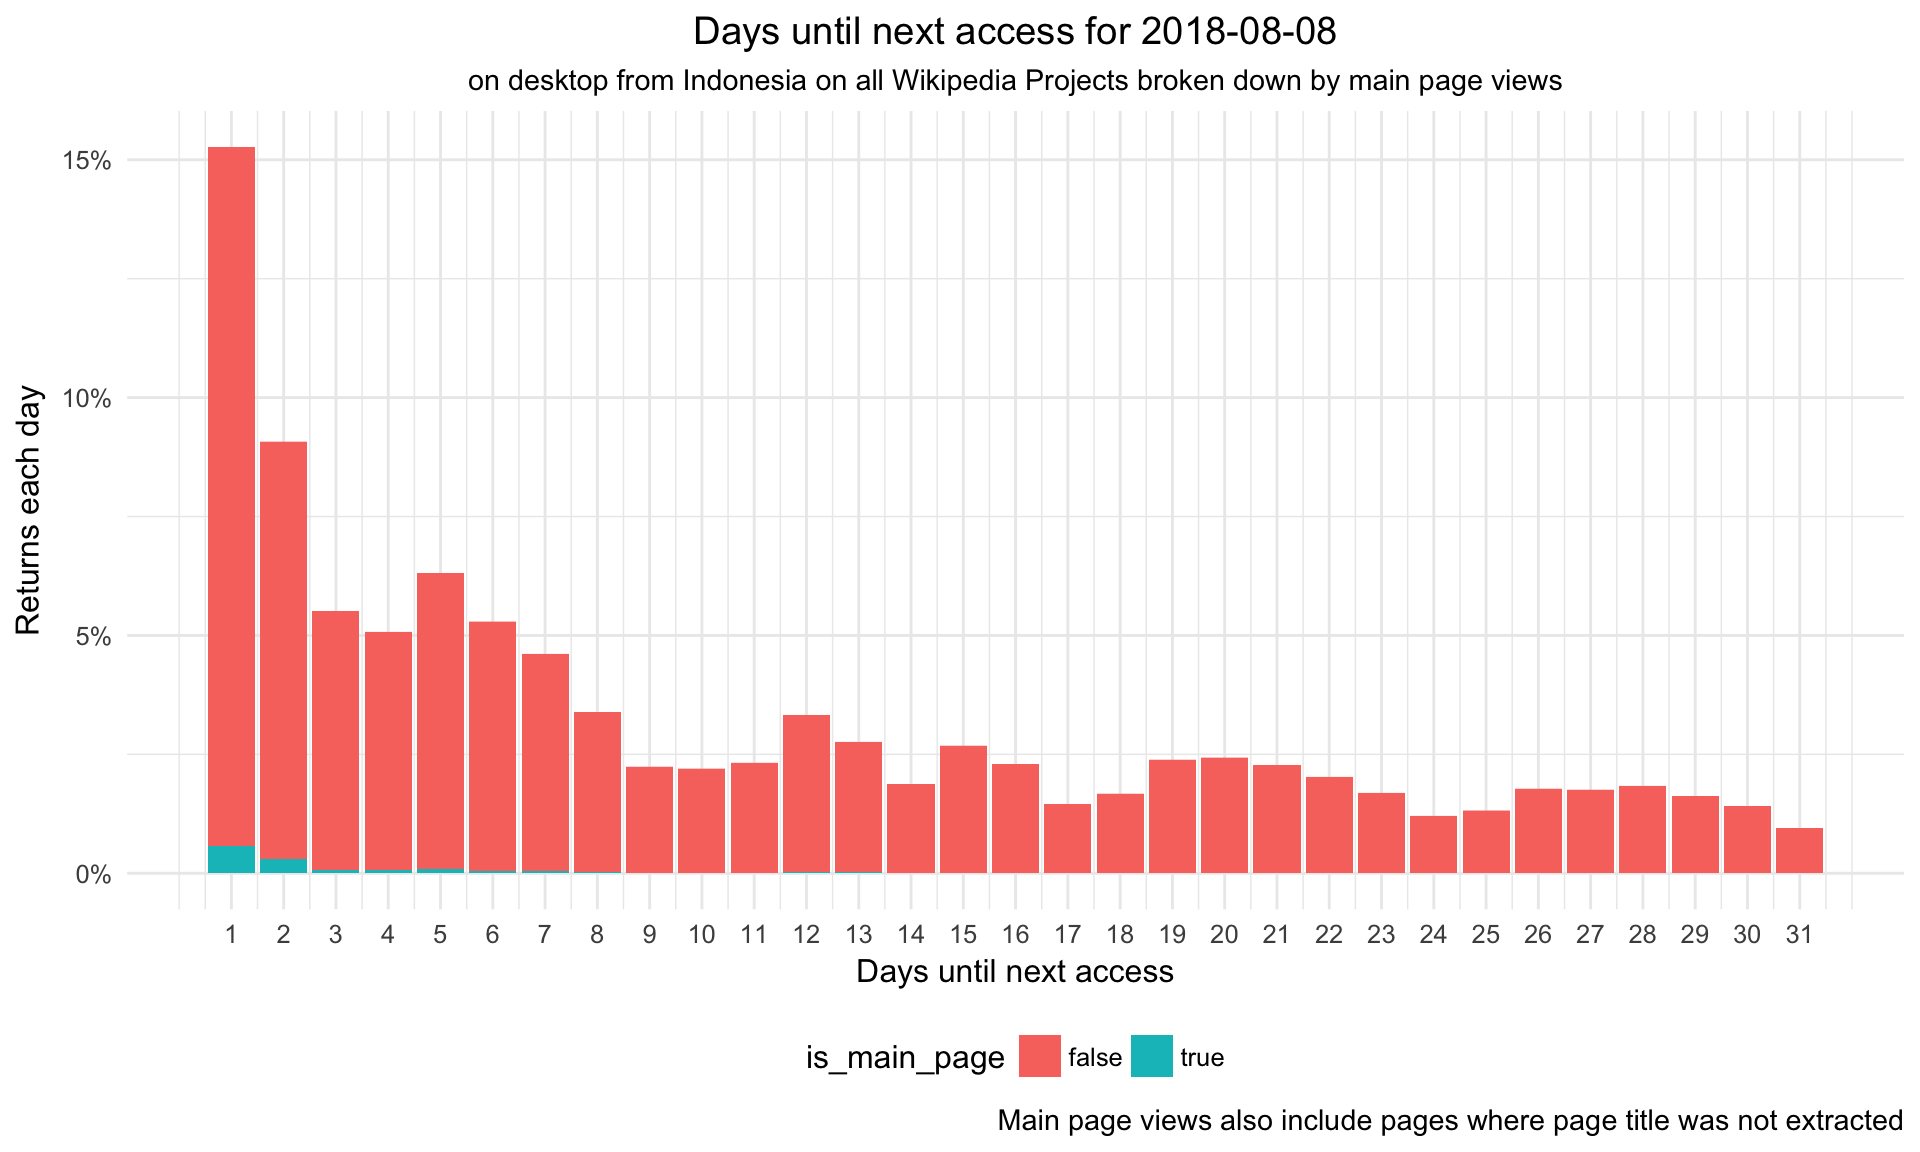 Days until next access for 2018-08-08
on desktop from Indonesia on all Wikipedia Projects broken down by main page views
Returns each day
15%
10%
5%
0%
1 2 3 4 5 6 7 8 9 10 11 12 13 14 15 16 17 18 19 20 21 22 23 24 25 26 27 28 29 30 31
Days until next access
is_main_page false true
Main page views also include pages where page title was not extracted